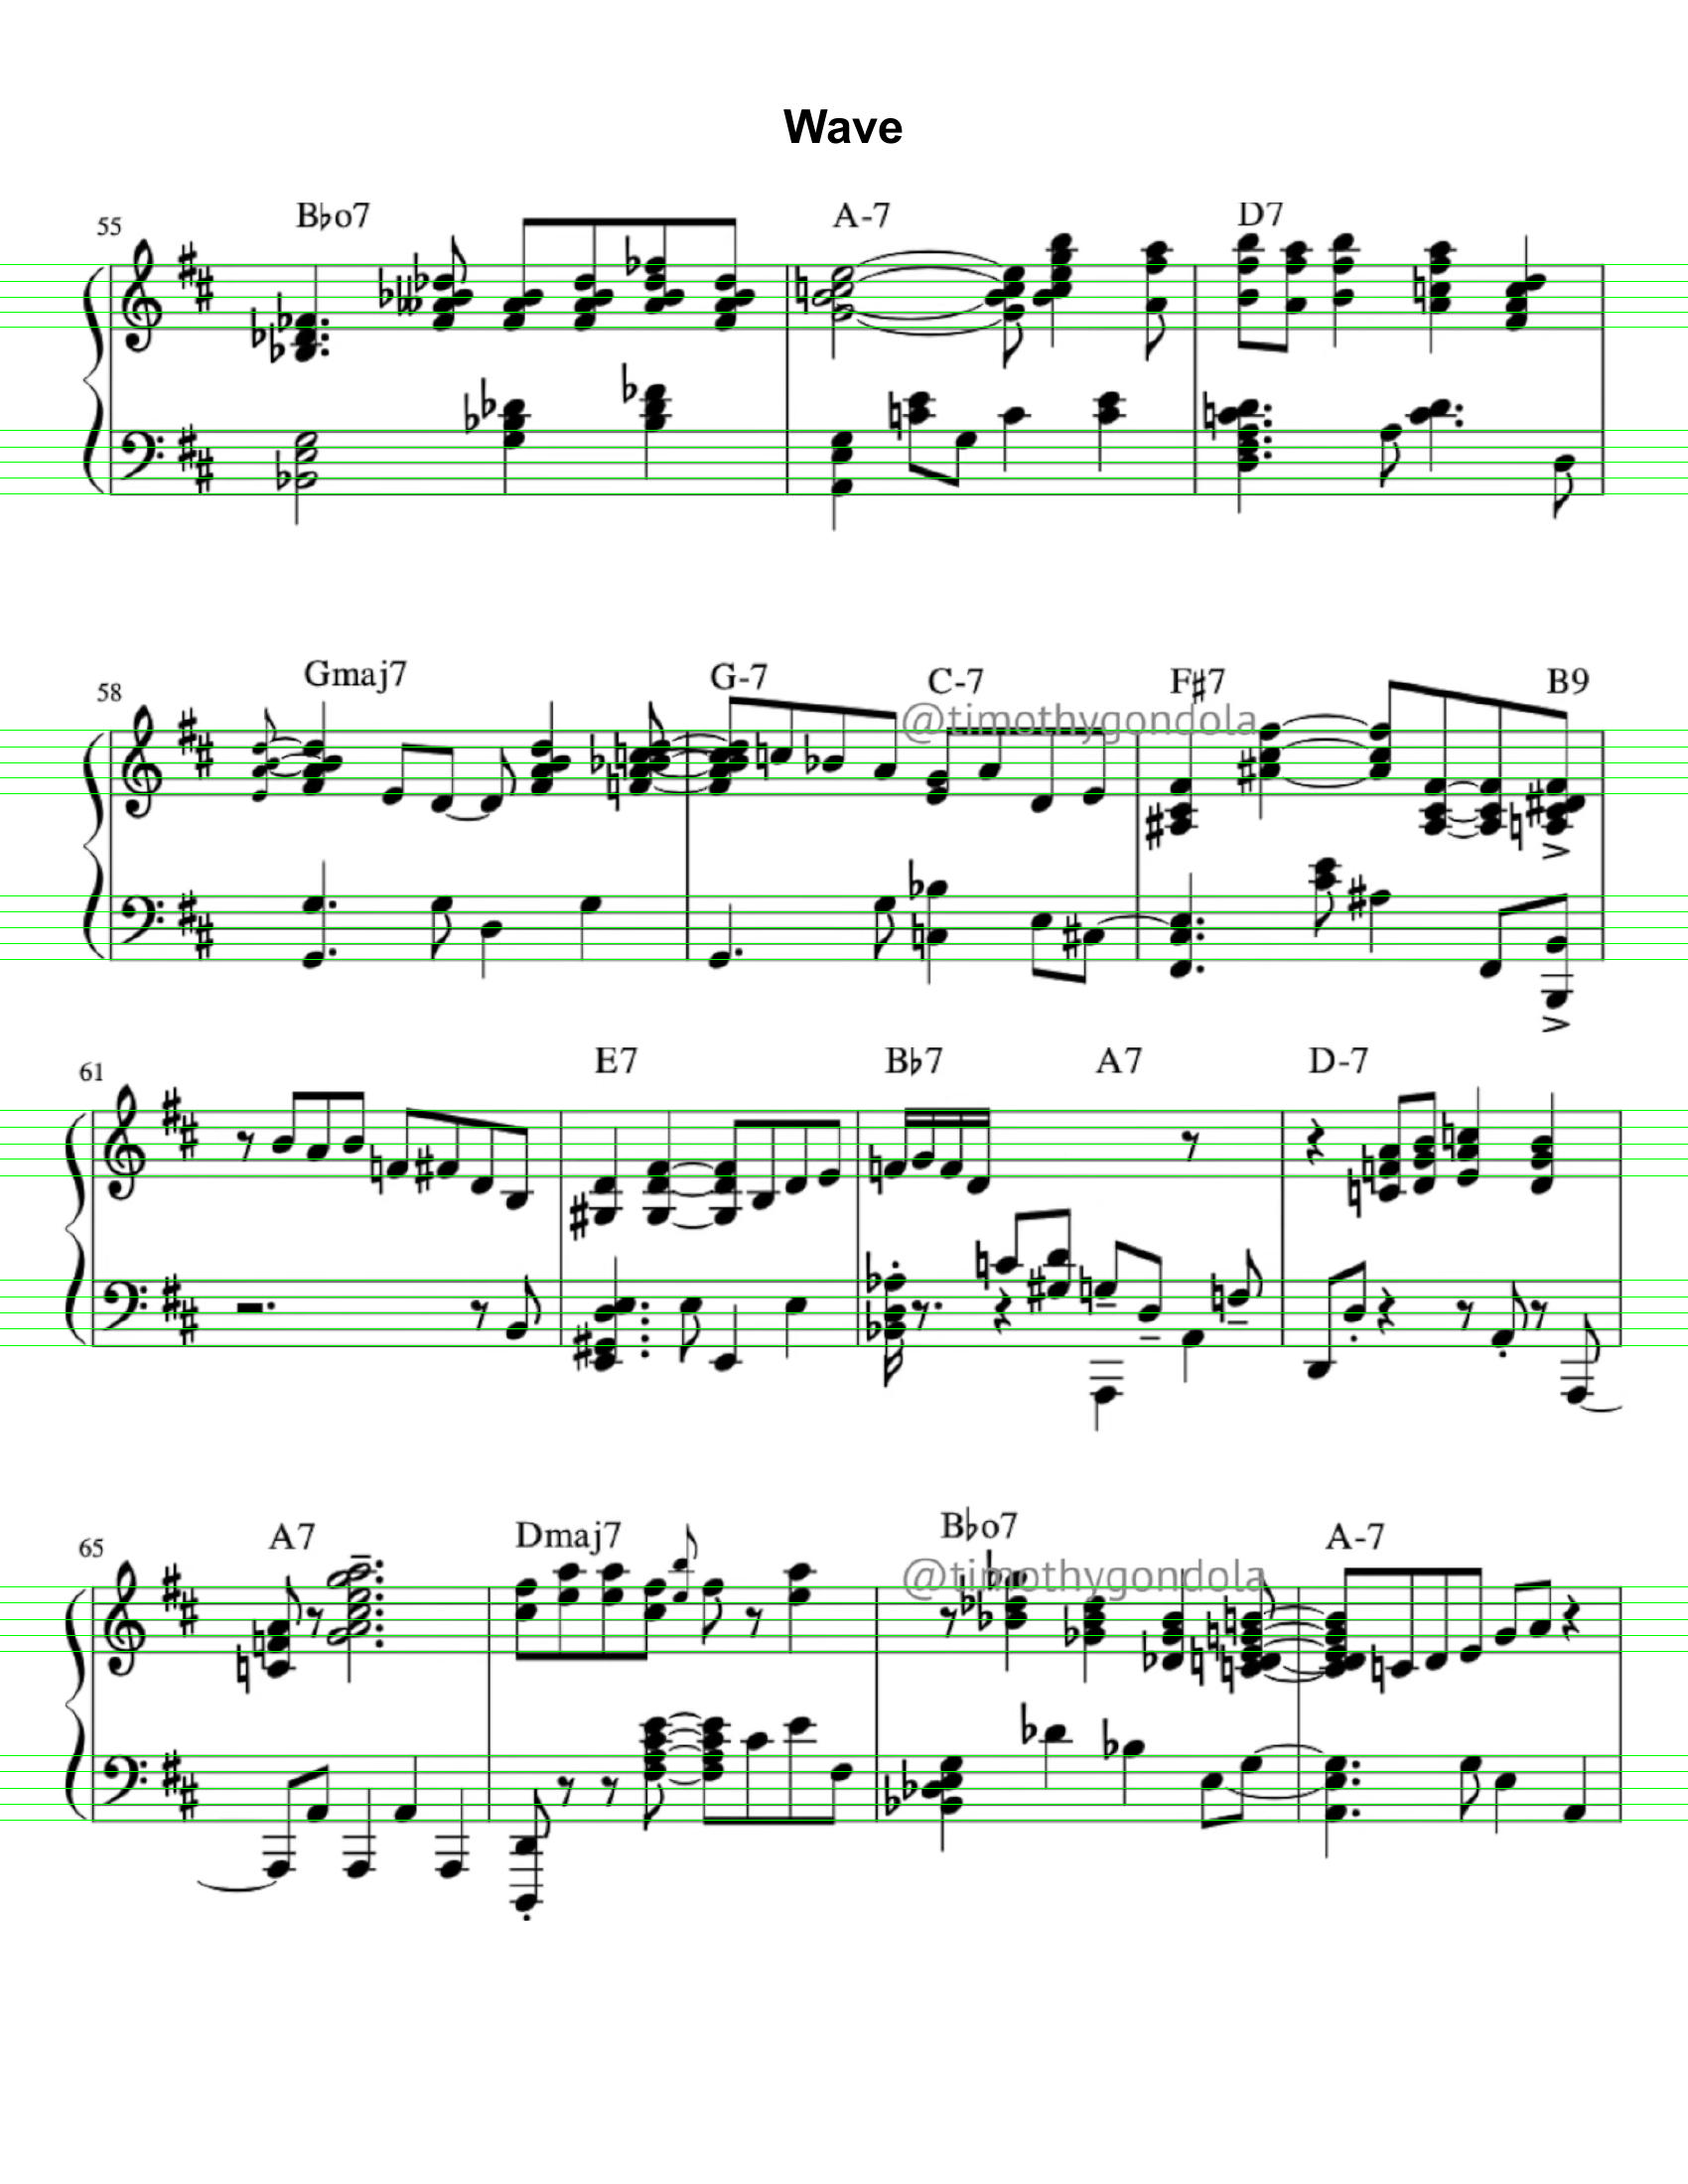 Wave
55 B♭o7 A-7 D7
58 Gmaj7 G-7 C-7 F♯7 B9
@timothygondola
61 E7 B♭7 A7 D-7
65 A7 Dmaj7 B♭o7 A-7
@timothygondola